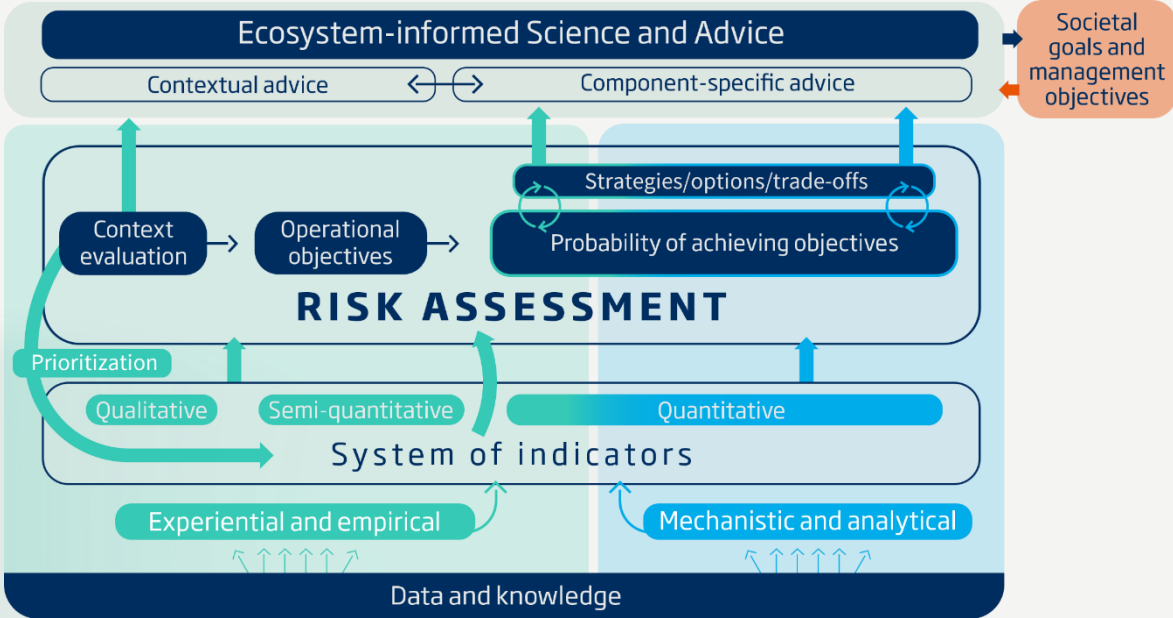 Ecosystem-informed Science and Advice
Societal
goals and
management
objectives
Contextual advice
Component-specific advice
Strategies/options/trade-offs
Context
evaluation
Operational
objectives
Probability of achieving objectives
RISK ASSESSMENT
Prioritization
Qualitative
Semi-quantitative
Quantitative
System of indicators
Experiential and empirical
Mechanistic and analytical
Data and knowledge